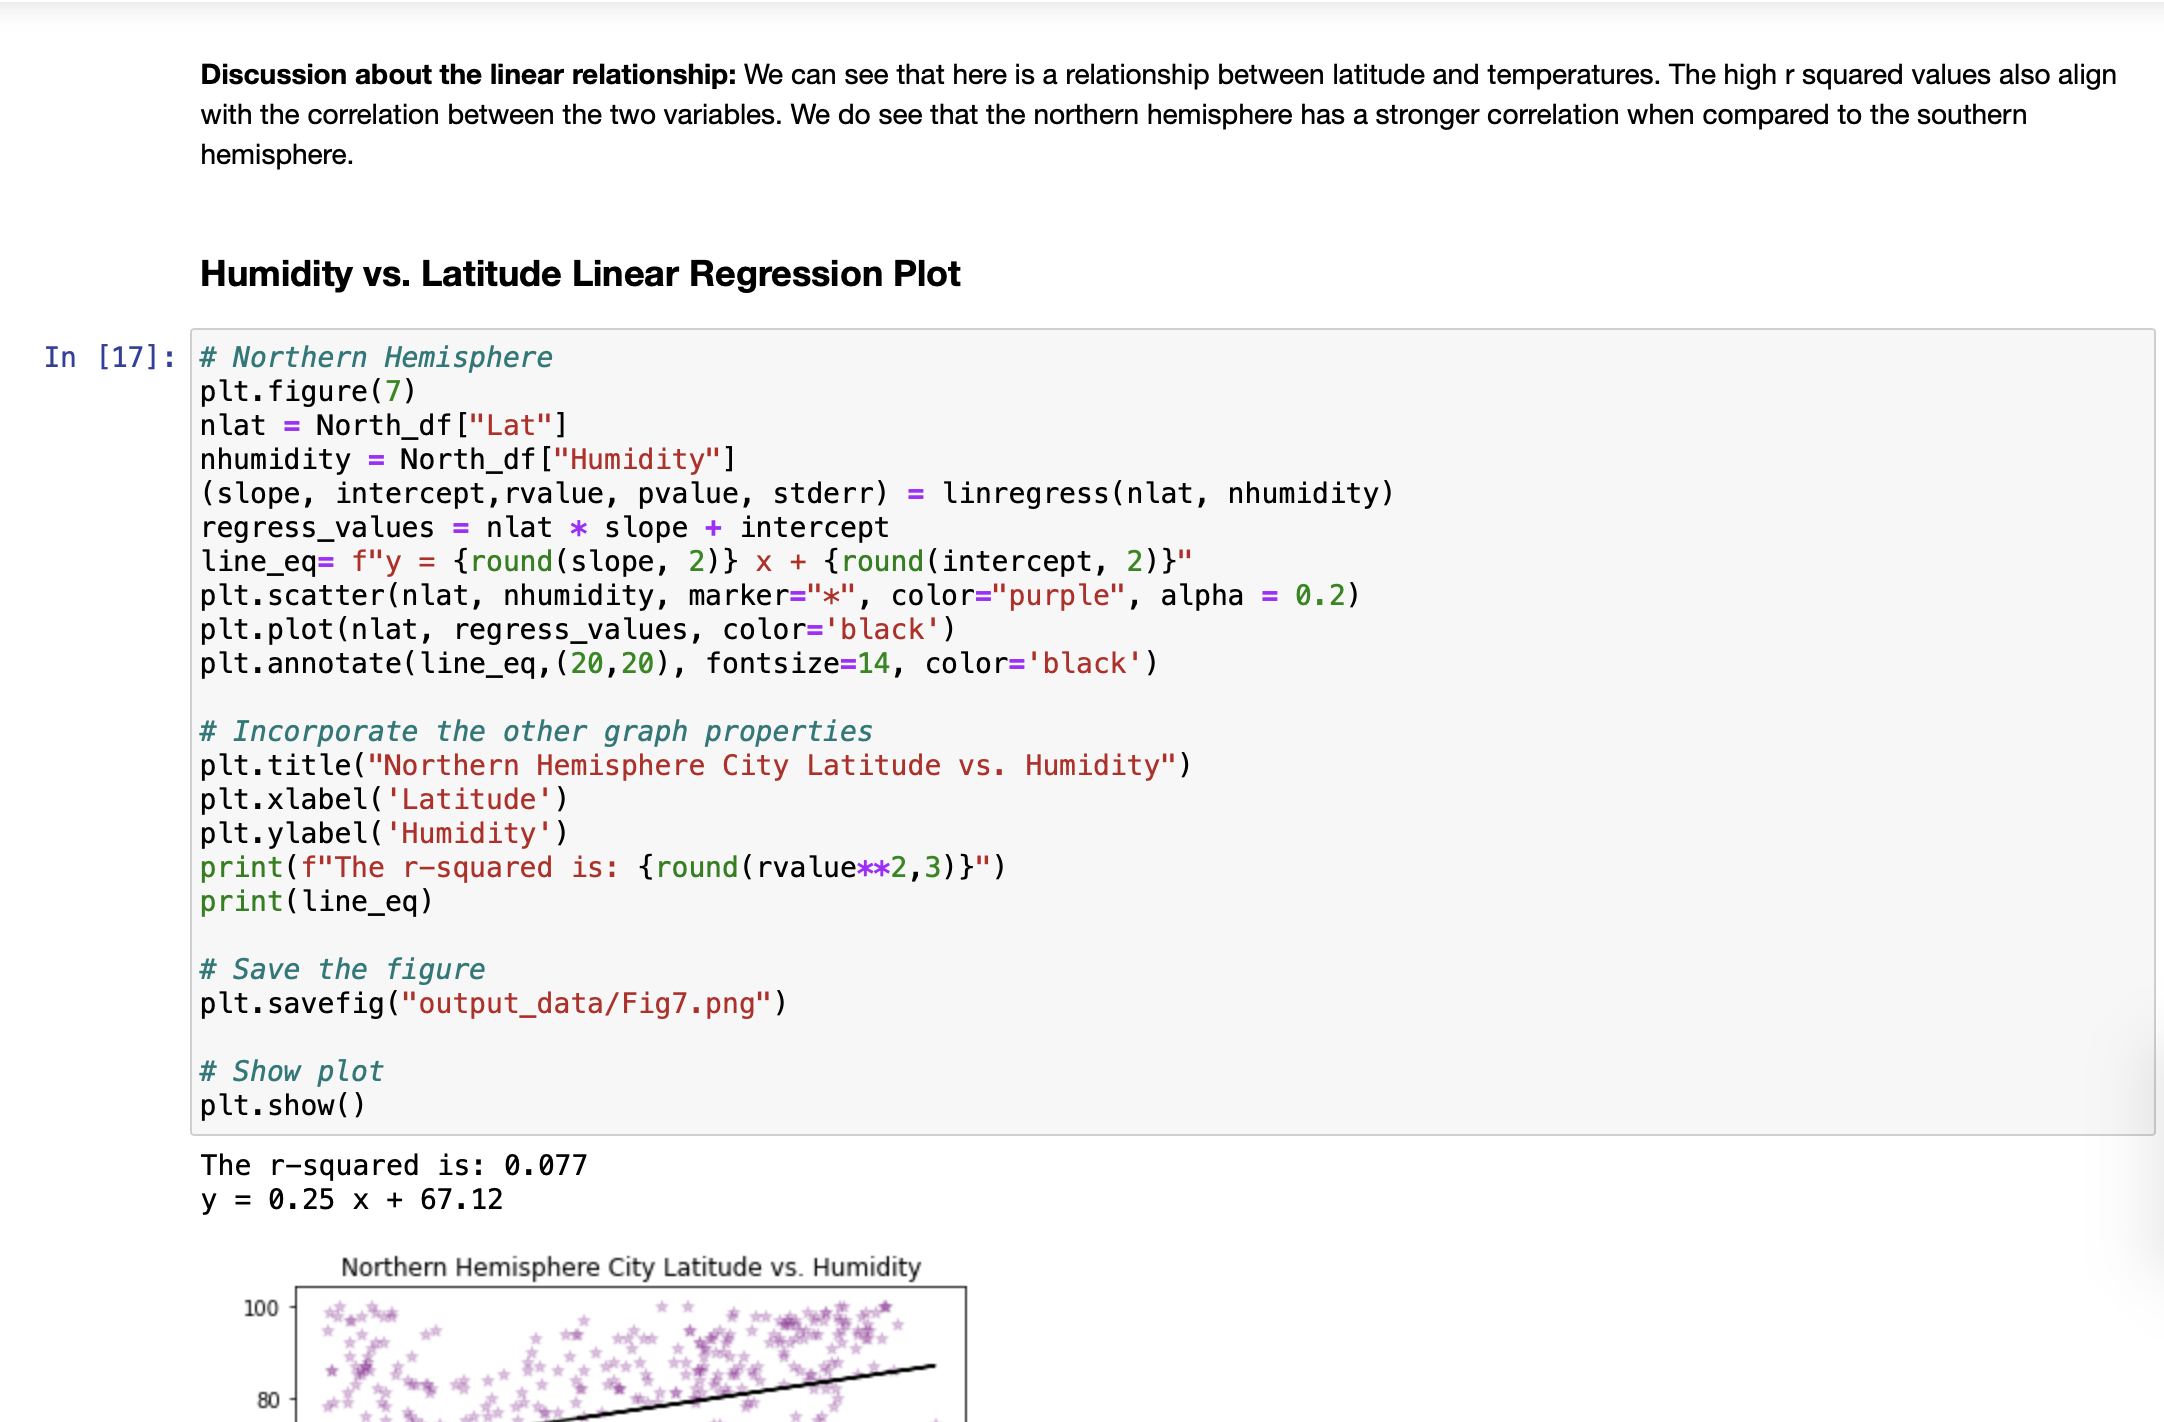 Discussion about the linear relationship: We can see that here is a relationship between latitude and temperatures. The high r squared values also align
with the correlation between the two variables. We do see that the northern hemisphere has a stronger correlation when compared to the southern
hemisphere.
Humidity vs. Latitude Linear Regression Plot
In [17]:
# Northern Hemisphere
plt.figure(7)
nlat = North_df["Lat"]
nhumidity = North_df["Humidity"]
(slope, intercept,rvalue, pvalue, stderr) = linregress(nlat, nhumidity)
regress_values = nlat * slope + intercept
line_eq= f"y = {round(slope, 2)} x + {round(intercept, 2)}"
plt.scatter(nlat, nhumidity, marker="*", color="purple", alpha = 0.2)
plt.plot(nlat, regress_values, color='black')
plt.annotate(line_eq,(20,20), fontsize=14, color='black')
# Incorporate the other graph properties
plt.title("Northern Hemisphere City Latitude vs. Humidity")
plt.xlabel('Latitude')
plt.ylabel('Humidity')
print(f"The r-squared is: {round(rvalue**2,3)}")
print(line_eq)
# Save the figure
plt.savefig("output_data/Fig7.png")
# Show plot
plt.show()
The r-squared is: 0.077
y = 0.25 x + 67.12
Northern Hemisphere City Latitude vs. Humidity
100
80